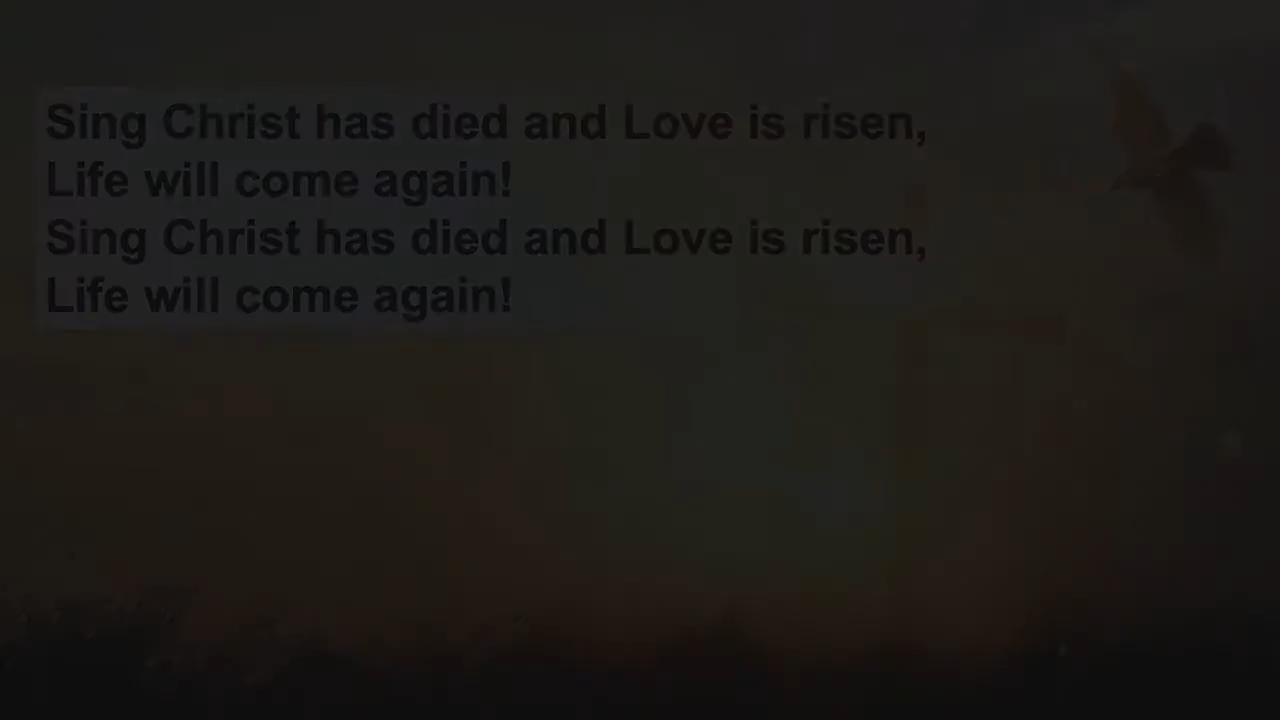 Sing Christ has died and Love is risen,
Life will come again!
Sing Christ has died and Love is risen,
Life will come again!